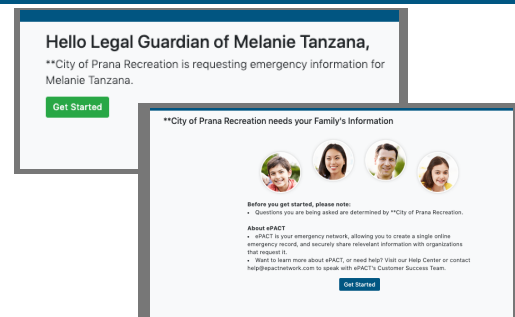 Hello Legal Guardian of Melanie Tanzana,
**City of Prana Recreation is requesting emergency information for
Melanie Tanzana.
Get Started
**City of Prana Recreation needs your Family's Information
Before you get started, please note:
• Questions you are being asked are determined by **City of Prana Recreation.
About ePACT
• ePACT is your emergency network, allowing you to create a single online
emergency record, and securely share relevelant information with organizations
that request it.
• Want to learn more about ePACT, or need help? Visit our Help Center or contact
help@epactnetwork.com to speak with ePACT's Customer Success Team.
Get Started